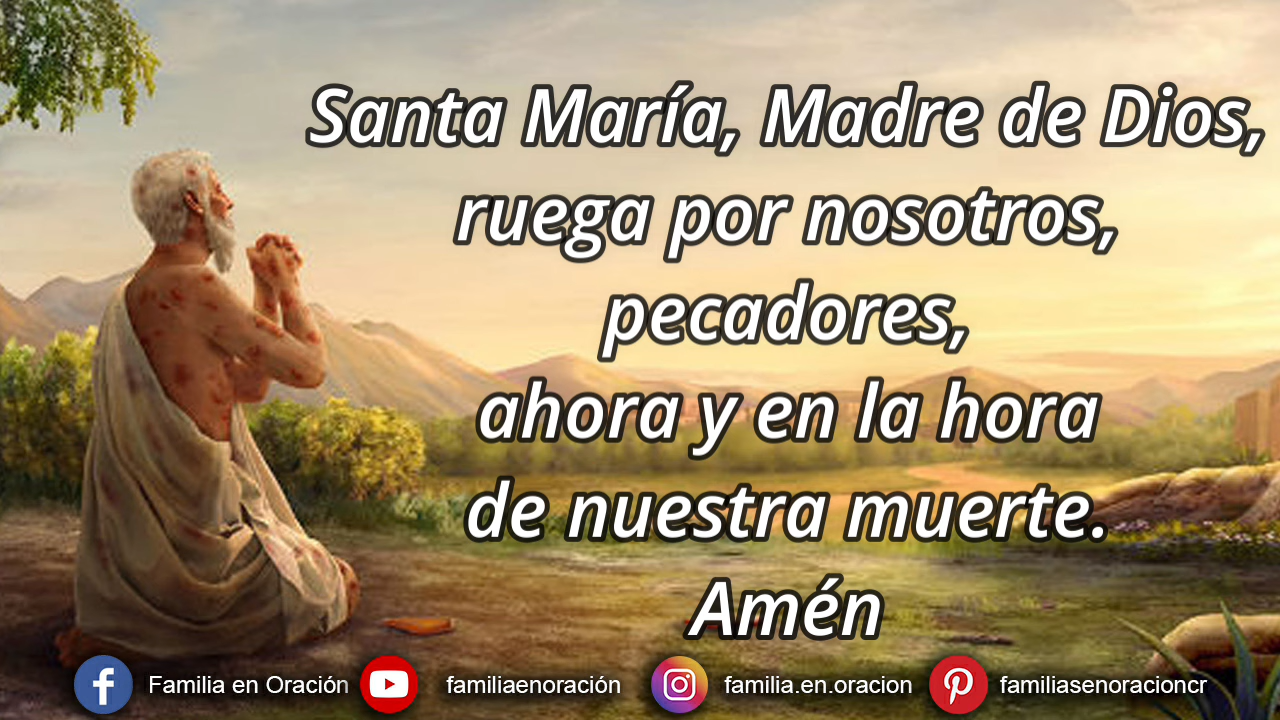 Santa María, Madre de Dios,
ruega por nosotros,
pecadores,
ahora y en la hora
de nuestra muerte.
Amén
Familia en Oración familiaenoración familia.en.oracion familiasenoracioncr